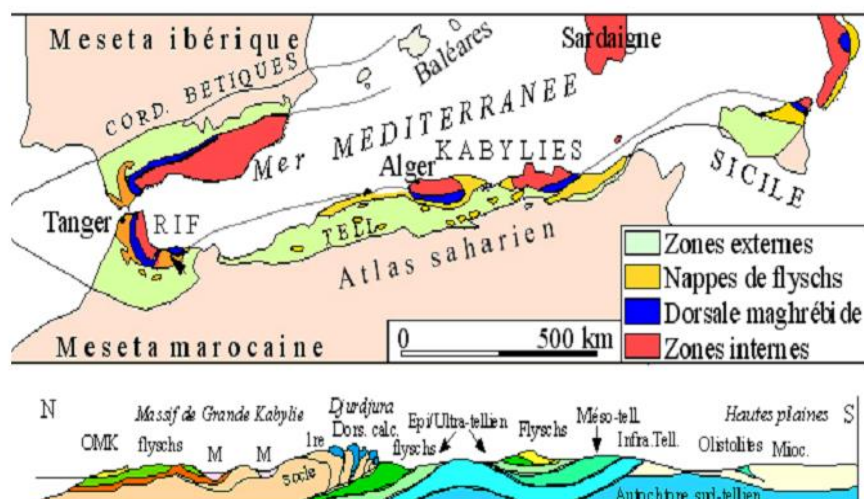 Meseta ibérique
CORD. BETIQUES
Baléares
Sardaigne
Mer MEDITERRANEE
Alger
KABYLIES
SICILE
Tanger
RIF
TELL
Atlas saharien
Meseta marocaine
0 500 km
Zones externes
Nappes de flyschs
Dorsale maghrébide
Zones internes
N
S
OMK
Massif de Grande Kabylie
flyschs
M
M
socle
1re
Djurdjura
Dors. calc.
flyschs
Epi/Ultra-tellien
Flyschs
Méso-tell.
Infra.Tell.
Hautes plaines
Olistolites
Mioc.
Autochtone sud-tellien